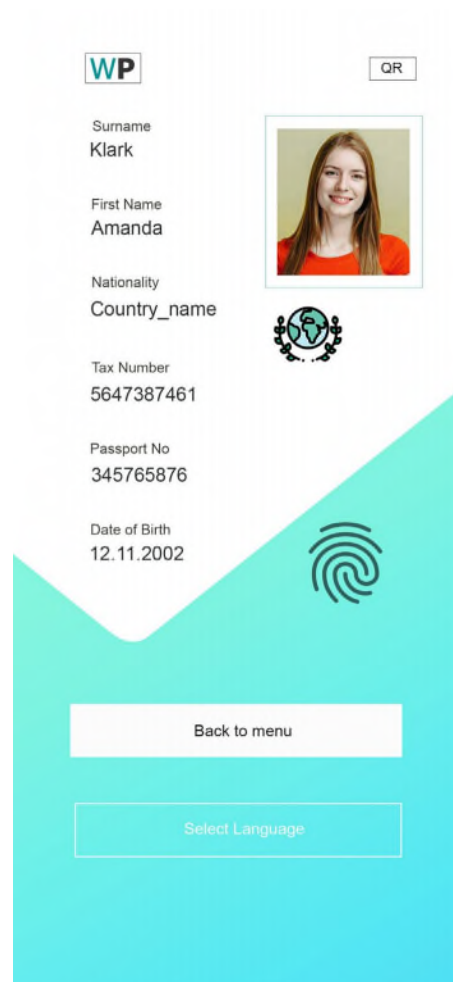 WP
QR
Surname
Klark
First Name
Amanda
Nationality
Country_name
Tax Number
5647387461
Passport No
345765876
Date of Birth
12.11.2002
Back to menu
Select Language